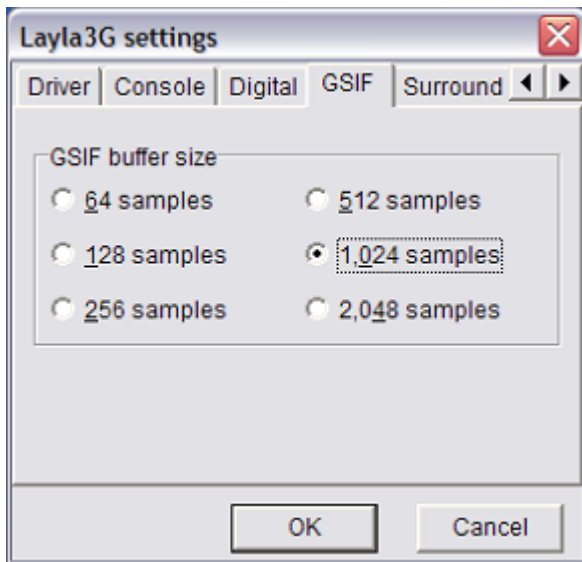 Layla3G settings
Driver Console Digital GSIF Surround
GSIF buffer size
64 samples 512 samples
128 samples 1,024 samples
256 samples 2,048 samples
OK Cancel